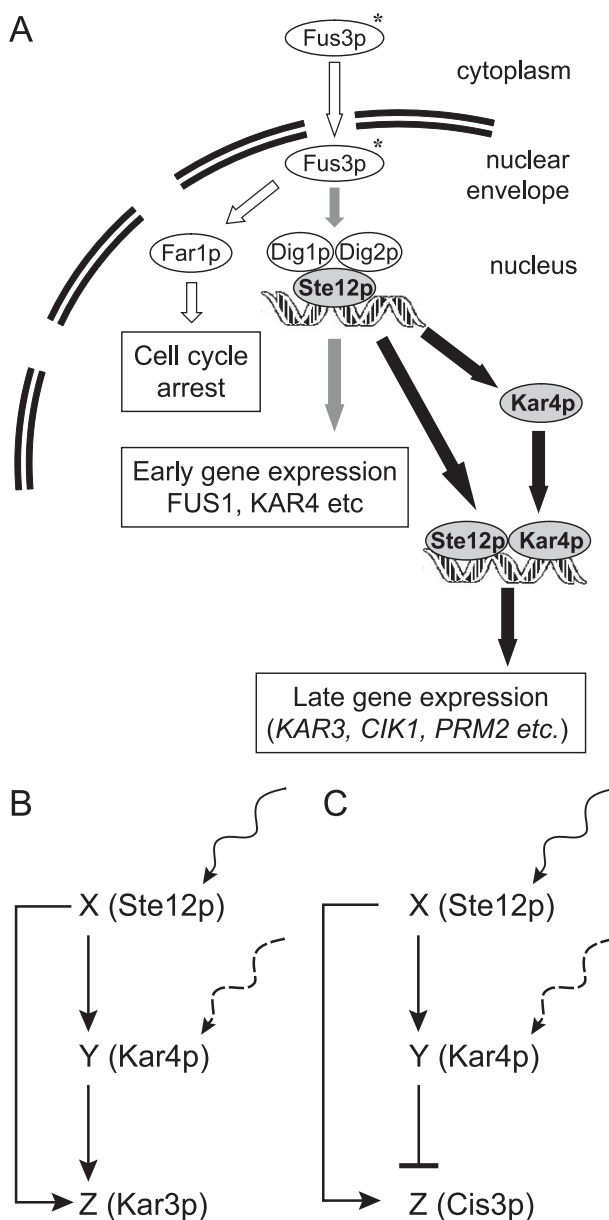 A
Fus3p *
cytoplasm
Fus3p *
nuclear
envelope
Far1p
Dig1p Dig2p
nucleus
Ste12p
Cell cycle
arrest
Kar4p
Early gene expression
FUS1, KAR4 etc
Ste12p Kar4p
Late gene expression
(KAR3, CIK1, PRM2 etc.)
B
X (Ste12p)
Y (Kar4p)
Z (Kar3p)
C
X (Ste12p)
Y (Kar4p)
Z (Cis3p)